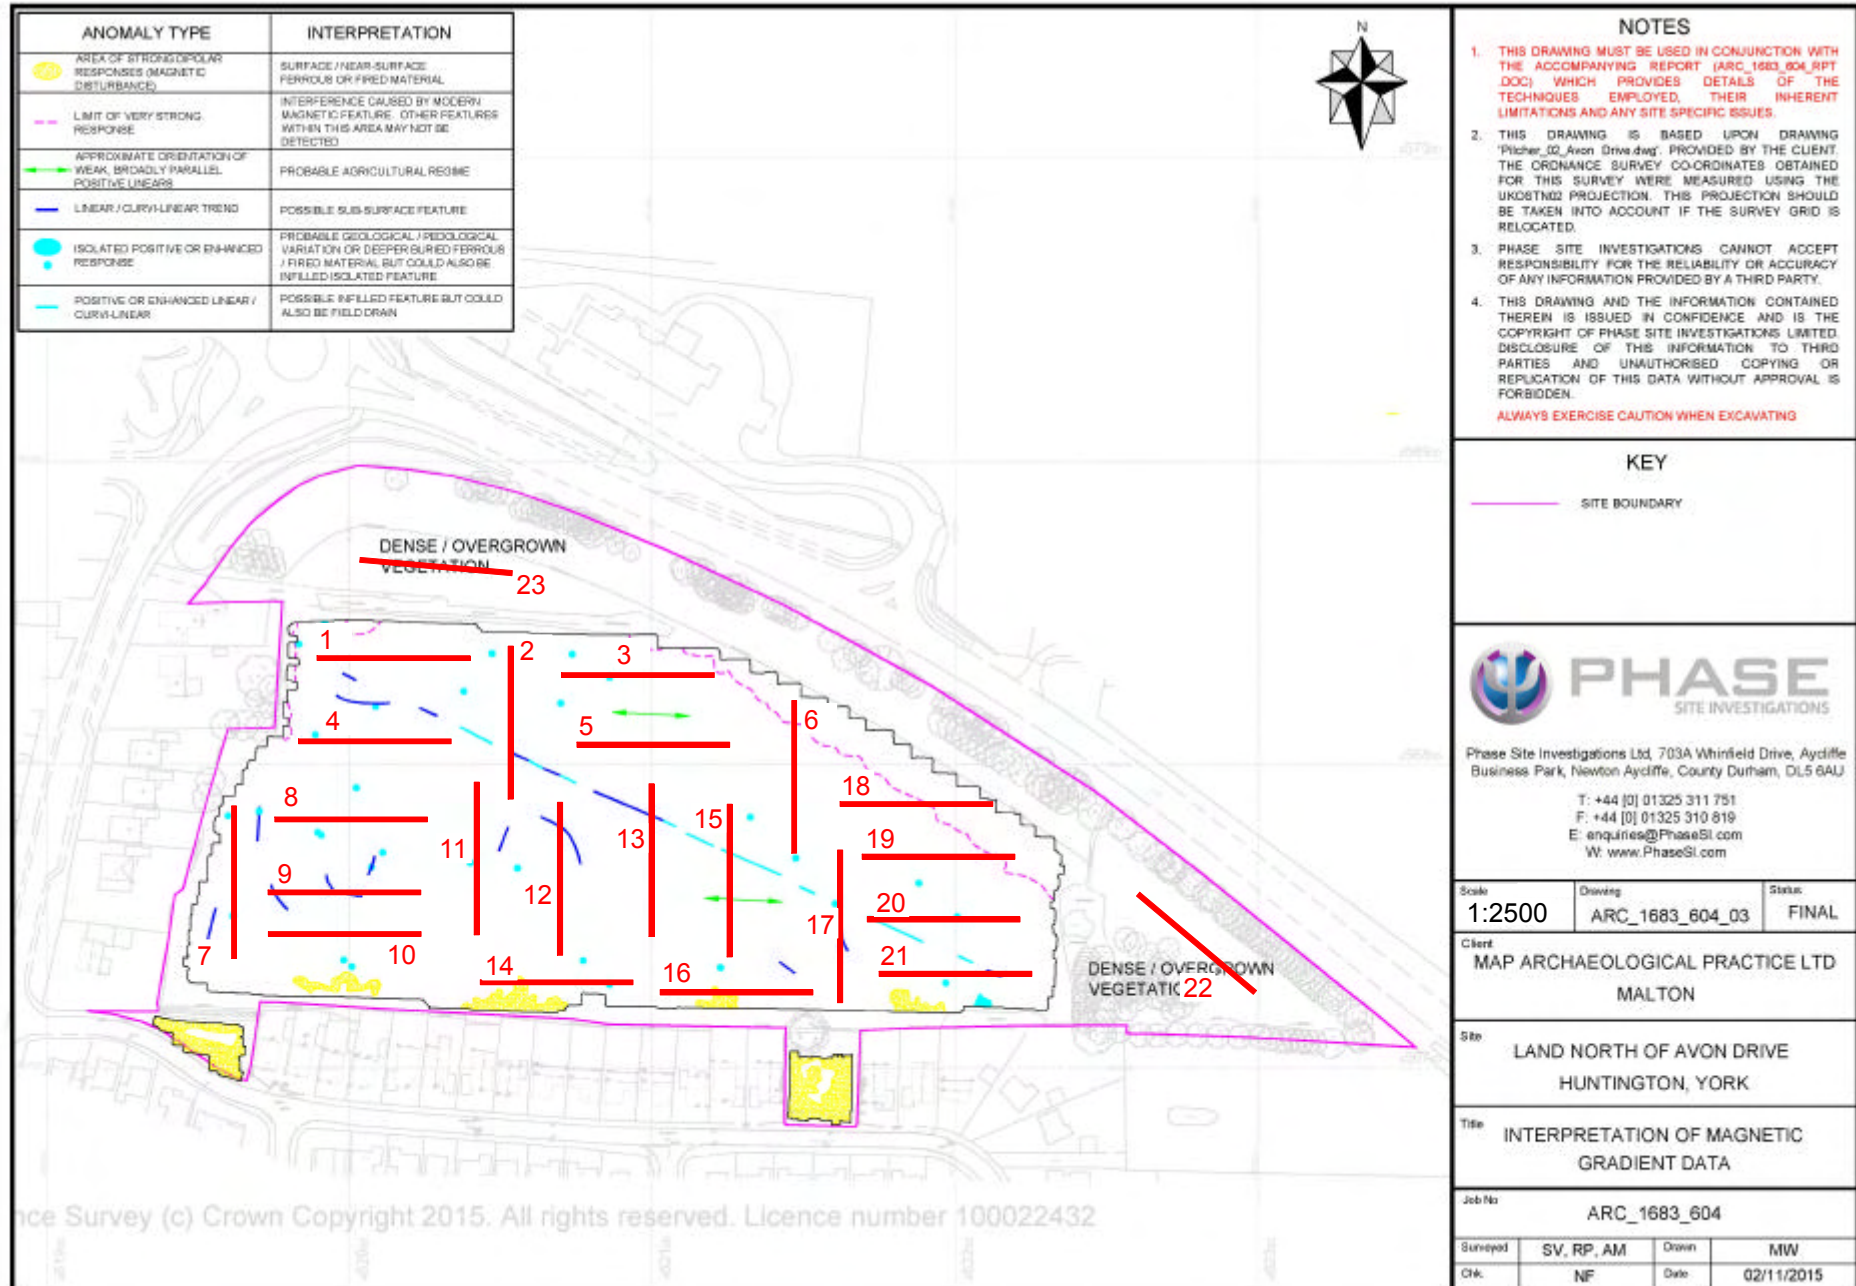 ANOMALY TYPE
INTERPRETATION
AREA OF STRONG DIPOLAR
RESPONSES (MAGNETIC
DISTURBANCE)
SURFACE / NEAR-SURFACE
FERROUS OR FIRED MATERIAL
LIMIT OF VERY STRONG
RESPONSE
INTERFERENCE CAUSED BY MODERN
MAGNETIC FEATURE. OTHER FEATURES
WITHIN THIS AREA MAY NOT BE
DETECTED
APPROXIMATE ORIENTATION OF
WEAK, BROADLY PARALLEL
POSITIVE LINEARS
PROBABLE AGRICULTURAL REGIME
LINEAR / CURVI-LINEAR TREND
POSSIBLE SUB-SURFACE FEATURE
ISOLATED POSITIVE OR ENHANCED
RESPONSE
PROBABLE GEOLOGICAL / PEDOLOGICAL
VARIATION OR DEEPER BURIED FERROUS
/ FIRED MATERIAL BUT COULD ALSO BE
INFILLED ISOLATED FEATURE
POSITIVE OR ENHANCED LINEAR /
CURVI-LINEAR
POSSIBLE INFILLED FEATURE BUT COULD
ALSO BE FIELD DRAIN
N
DENSE / OVERGROWN
VEGETATION
23
1
2
3
4
5
6
7
8
9
10
11
12
13
14
15
16
17
18
19
20
21
DENSE / OVERGROWN
22
nce Survey (c) Crown Copyright 2015. All rights reserved. Licence number 100022432
NOTES
1. THIS DRAWING MUST BE USED IN CONJUNCTION WITH
THE ACCOMPANYING REPORT (ARC_1683_604_RPT
.DOC) WHICH PROVIDES DETAILS OF THE
TECHNIQUES EMPLOYED, THEIR INHERENT
LIMITATIONS AND ANY SITE SPECIFIC ISSUES.
2. THIS DRAWING IS BASED UPON DRAWING
'Pilcher_02_Avon Drive.dwg'. PROVIDED BY THE CLIENT.
THE ORDNANCE SURVEY CO-ORDINATES OBTAINED
FOR THIS SURVEY WERE MEASURED USING THE
UKOSTN02 PROJECTION. THIS PROJECTION SHOULD
BE TAKEN INTO ACCOUNT IF THE SURVEY GRID IS
RELOCATED.
3. PHASE SITE INVESTIGATIONS CANNOT ACCEPT
RESPONSIBILITY FOR THE RELIABILITY OR ACCURACY
OF ANY INFORMATION PROVIDED BY A THIRD PARTY.
4. THIS DRAWING AND THE INFORMATION CONTAINED
THEREIN IS ISSUED IN CONFIDENCE AND IS THE
COPYRIGHT OF PHASE SITE INVESTIGATIONS LIMITED.
DISCLOSURE OF THIS INFORMATION TO THIRD
PARTIES AND UNAUTHORISED COPYING OR
REPLICATION OF THIS DATA WITHOUT APPROVAL IS
FORBIDDEN.
ALWAYS EXERCISE CAUTION WHEN EXCAVATING
KEY
SITE BOUNDARY
PHASE
SITE INVESTIGATIONS
Phase Site Investigations Ltd, 703A Whinfield Drive, Aycliffe
Business Park, Newton Aycliffe, County Durham, DL5 6AU
T: +44 [0] 01325 311 751
F: +44 [0] 01325 310 819
E: enquiries@PhaseSI.com
W: www.PhaseSI.com
Scale
1:2500
Drawing
ARC_1683_604_03
Status
FINAL
Client
MAP ARCHAEOLOGICAL PRACTICE LTD
MALTON
Site
LAND NORTH OF AVON DRIVE
HUNTINGTON, YORK
Title
INTERPRETATION OF MAGNETIC
GRADIENT DATA
Job No
ARC_1683_604
Surveyed
SV, RP, AM
Drawn
MW
Chk.
NF
Date
02/11/2015